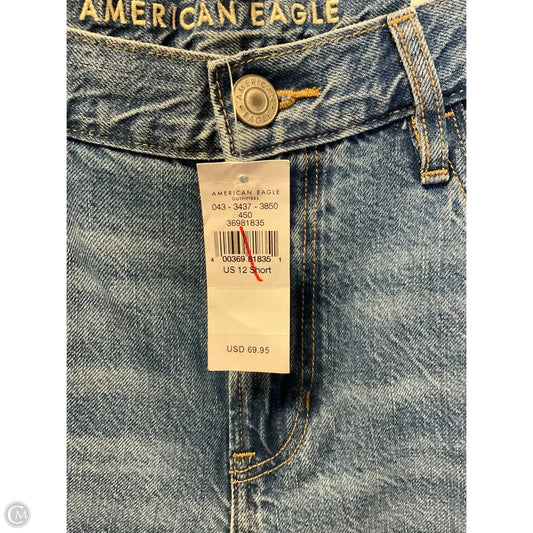 AMERICAN EAGLE
AMERICAN
EAGLE
AMERICAN EAGLE
OUTFITTERS
043 - 3437 - 3850
450
36981835
4 00369 81835 1
US 12 Short
USD 69.95
CM